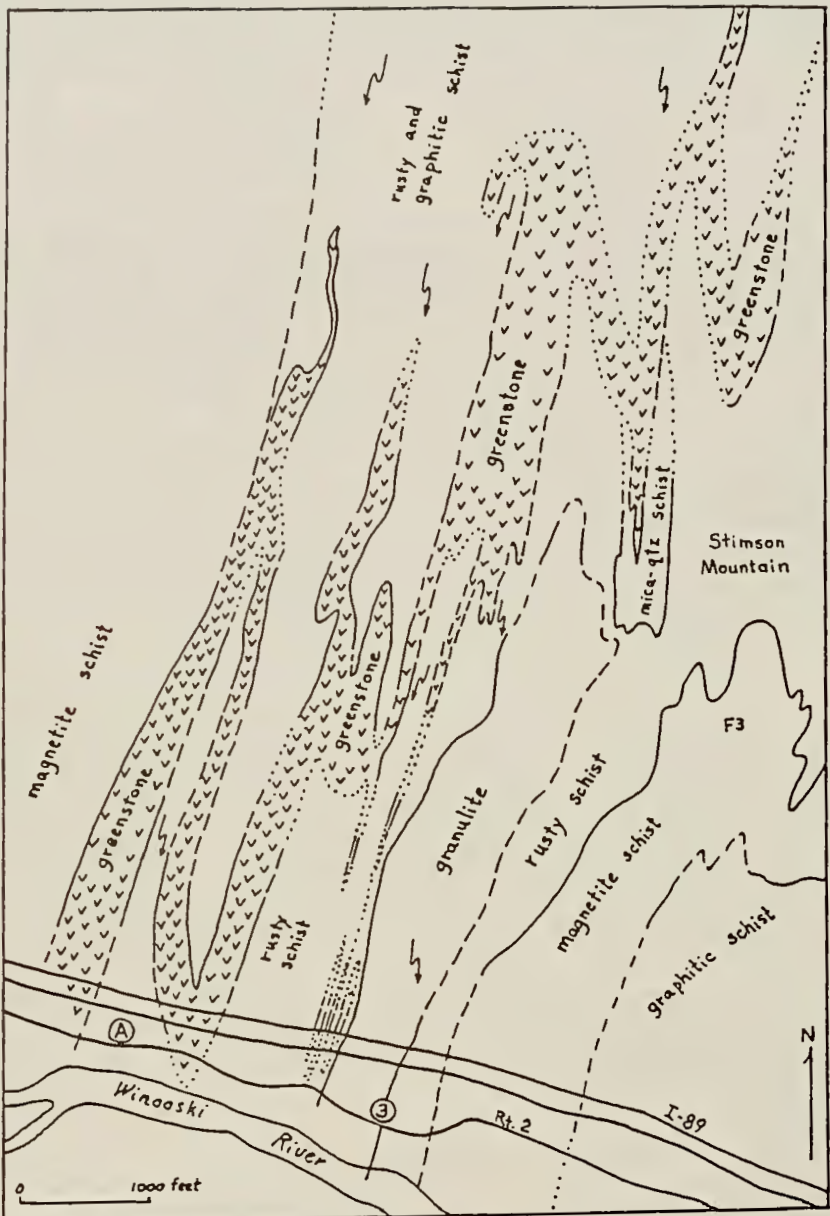 rusty and
graphitic schist
greenstone
greenstone
mica-qtz schist
Stimson
Mountain
magnetite schist
greenstone
F3
greenstone
granulite
rusty schist
magnetite schist
rusty
schist
graphitic schist
N
A
3
Rt. 2
I-89
Winooski
River
0
1000 feet